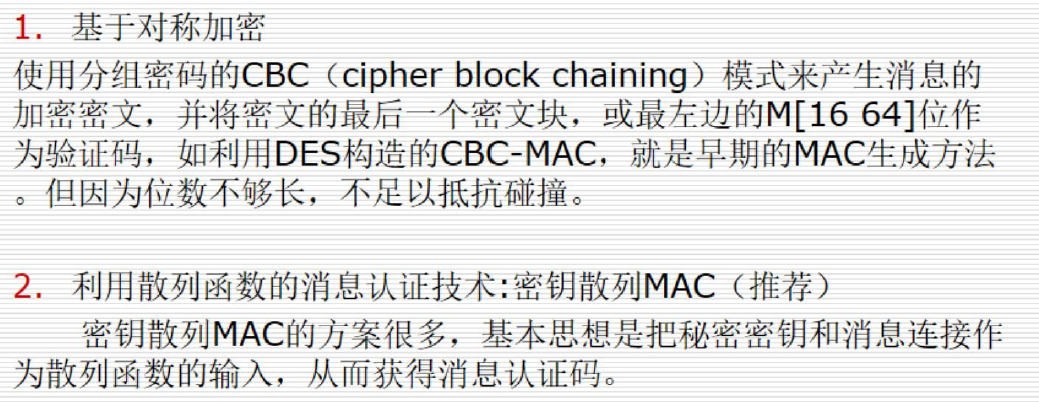 1. 基于对称加密
使用分组密码的CBC（cipher block chaining）模式来产生消息的
加密密文，并将密文的最后一个密文块，或最左边的M[16 64]位作
为验证码，如利用DES构造的CBC-MAC，就是早期的MAC生成方法
。但因为位数不够长，不足以抵抗碰撞。
2. 利用散列函数的消息认证技术:密钥散列MAC（推荐）
密钥散列MAC的方案很多，基本思想是把秘密密钥和消息连接作
为散列函数的输入，从而获得消息认证码。